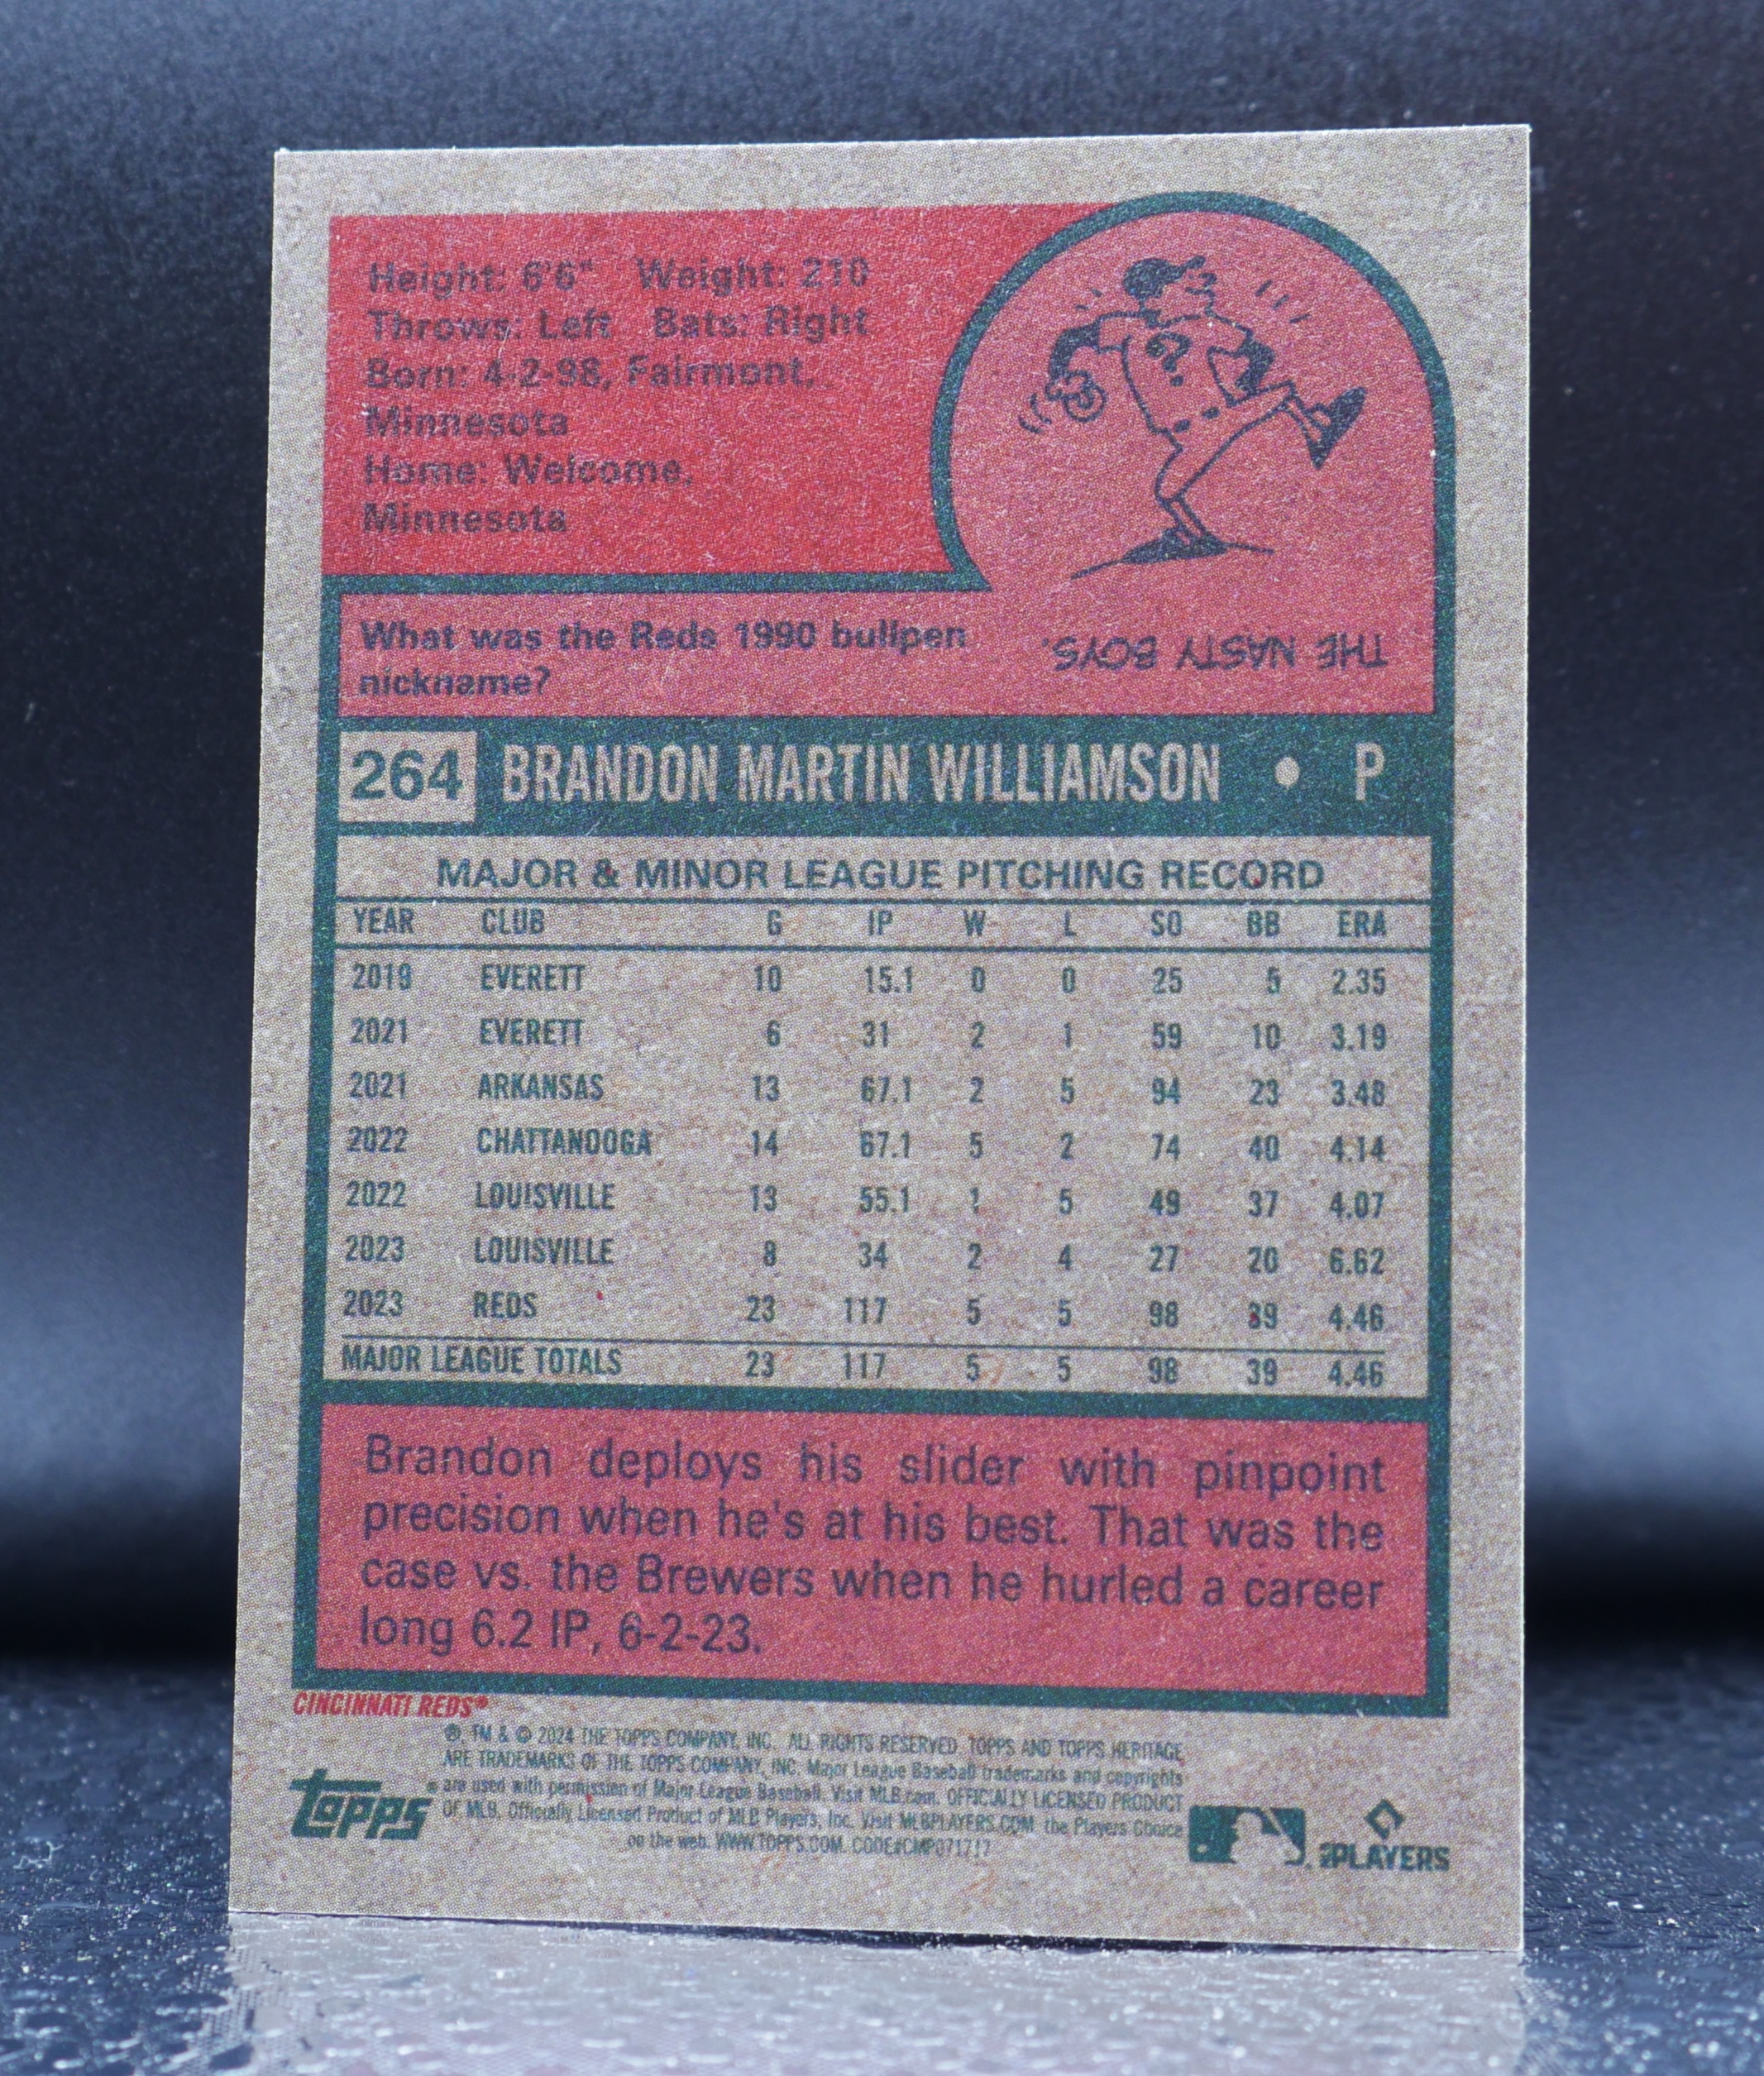 Height: 6'6" Weight: 210
Throws: Left Bats: Right
Born: 4-2-98, Fairmont,
Minnesota
Home: Welcome,
Minnesota
?
What was the Reds 1990 bullpen
nickname?
THE NASTY BOYS.
264 BRANDON MARTIN WILLIAMSON • P
MAJOR & MINOR LEAGUE PITCHING RECORD
YEAR CLUB G IP W L SO BB ERA
2019 EVERETT 10 15.1 0 0 25 5 2.35
2021 EVERETT 6 31 2 1 59 10 3.19
2021 ARKANSAS 13 67.1 2 5 94 23 3.48
2022 CHATTANOOGA 14 67.1 5 2 74 40 4.14
2022 LOUISVILLE 13 55.1 1 5 49 37 4.07
2023 LOUISVILLE 8 34 2 4 27 20 6.62
2023 REDS 23 117 5 5 98 39 4.46
MAJOR LEAGUE TOTALS 23 117 5 5 98 39 4.46
Brandon deploys his slider with pinpoint
precision when he's at his best. That was the
case vs. the Brewers when he hurled a career
long 6.2 IP, 6-2-23.
CINCINNATI REDS®
®, TM & © 2024 THE TOPPS COMPANY, INC. ALL RIGHTS RESERVED. TOPPS AND TOPPS HERITAGE
ARE TRADEMARKS OF THE TOPPS COMPANY, INC. Major League Baseball trademarks and copyrights
are used with permission of Major League Baseball. Visit MLB.com. OFFICIALLY LICENSED PRODUCT
OF MLB. Officially Licensed Product of MLB Players, Inc. Visit MLBPLAYERS.COM, the Players Choice
on the web. WWW.TOPPS.COM. CODE#CMP071717
topps
PLAYERS